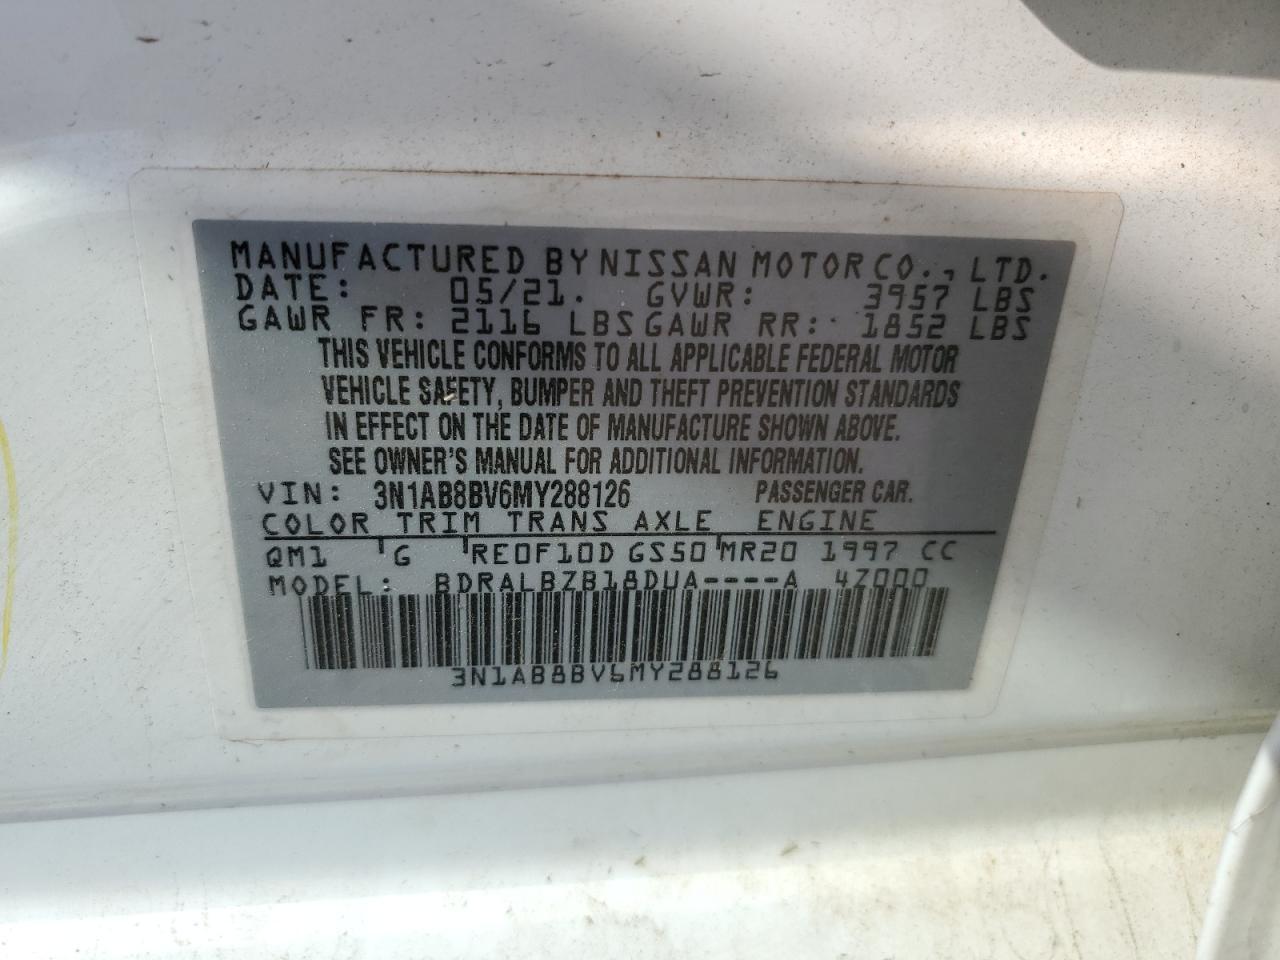 MANUFACTURED BY NISSAN MOTOR CO., LTD.
DATE: 05/21. GVWR: 3957 LBS
GAWR FR: 2116 LBS GAWR RR: 1852 LBS
THIS VEHICLE CONFORMS TO ALL APPLICABLE FEDERAL MOTOR
VEHICLE SAFETY, BUMPER AND THEFT PREVENTION STANDARDS
IN EFFECT ON THE DATE OF MANUFACTURE SHOWN ABOVE.
SEE OWNER'S MANUAL FOR ADDITIONAL INFORMATION.
VIN: 3N1AB8BV6MY288126 PASSENGER CAR.
COLOR TRIM TRANS AXLE ENGINE
QM1 G RE0F10D GS50 MR20 1997 CC
MODEL: BDRALBZB18DUA----A 4Z000
3N1AB8BV6MY288126